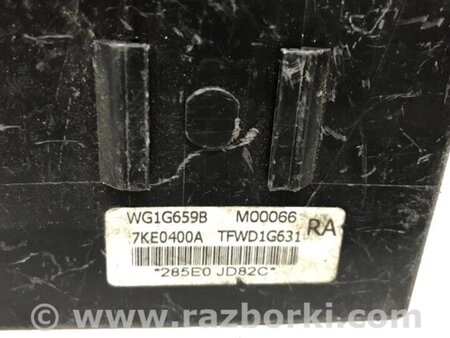 WG1G659B M00066
7KE0400A TFWD1G631 RA
*285E0 JD82C*
www.razborki.com